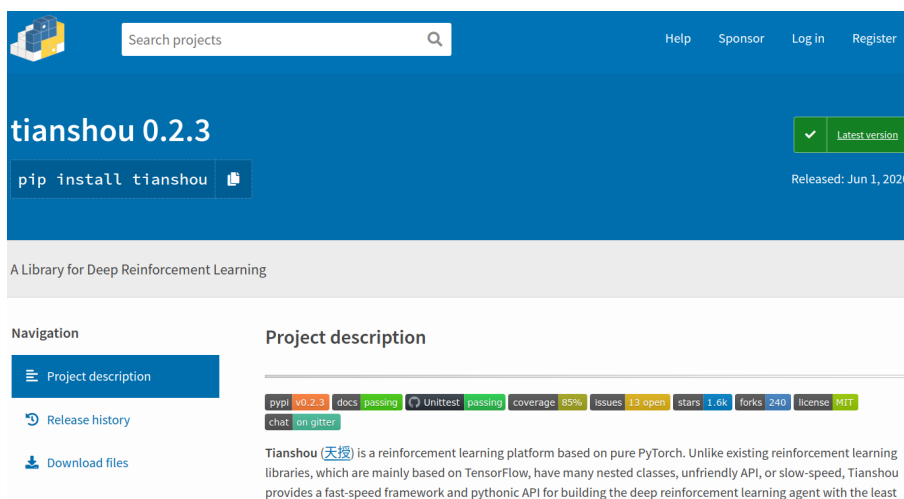 Search projects
Help Sponsor Log in Register
tianshou 0.2.3
pip install tianshou
Latest version
Released: Jun 1, 2020
A Library for Deep Reinforcement Learning
Navigation
Project description
Project description
Release history
Download files
pypi v0.2.3 docs passing Unittest passing coverage 85% issues 13 open stars 1.6k forks 240 license MIT
chat on gitter
Tianshou (天授) is a reinforcement learning platform based on pure PyTorch. Unlike existing reinforcement learning
libraries, which are mainly based on TensorFlow, have many nested classes, unfriendly API, or slow-speed, Tianshou
provides a fast-speed framework and pythonic API for building the deep reinforcement learning agent with the least